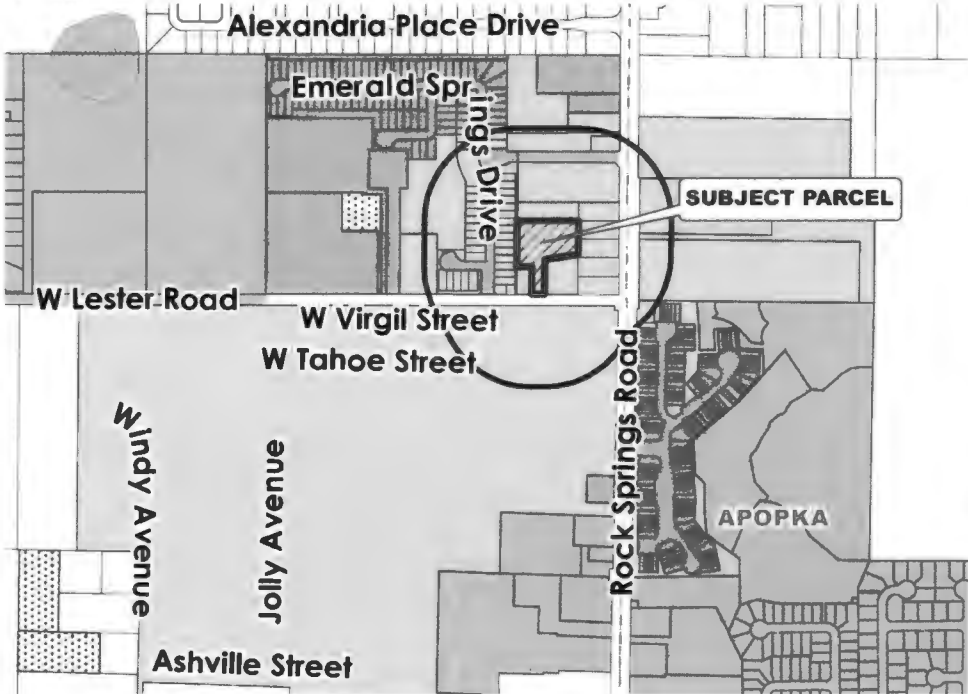 Alexandria Place Drive
Emerald Springs Drive
SUBJECT PARCEL
W Lester Road
W Virgil Street
W Tahoe Street
Rock Springs Road
Windy Avenue
Jolly Avenue
APOPKA
Ashville Street